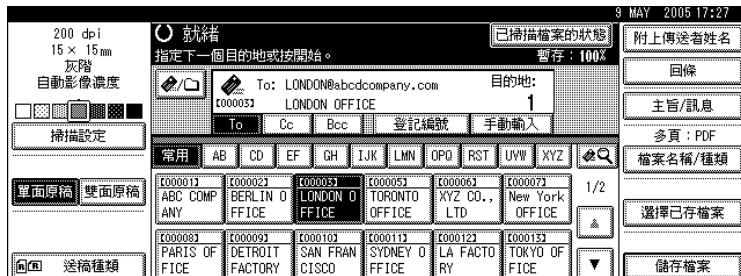 9 MAY 2005 17:27
200 dpi
15 × 15㎜
灰階
自動影像濃度
掃描設定
單面原稿 雙面原稿
送稿種類
就緒
已掃描檔案的狀態
指定下一個目的地或按開始。
暫存：100%
To: LONDON@abcdcompany.com
目的地:
[00003] LONDON OFFICE
1
To Cc Bcc 登記編號 手動輸入
常用 AB CD EF GH IJK LMN OPQ RST UVW XYZ
[00001] [00002] [00003] [00005] [00006] [00007]
ABC COMP BERLIN O LONDON O TORONTO XYZ CO., New York
ANY FFICE FFICE OFFICE LTD OFFICE
1/2
[00008] [00009] [00010] [00011] [00012] [00013]
PARIS OF DETROIT SAN FRAN SYDNEY O LA FACTO TOKYO OF
FICE FACTORY CISCO FFICE RY FICE
附上傳送者姓名
回條
主旨/訊息
多頁：PDF
檔案名稱/種類
選擇已存檔案
儲存檔案